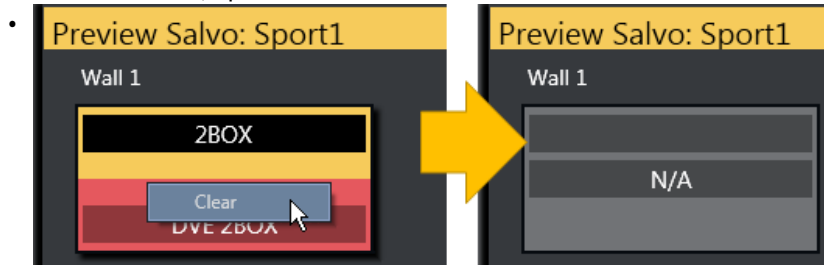 Preview Salvo: Sport1
Wall 1
2BOX
Clear
DVE 2BOX
Preview Salvo: Sport1
Wall 1
N/A